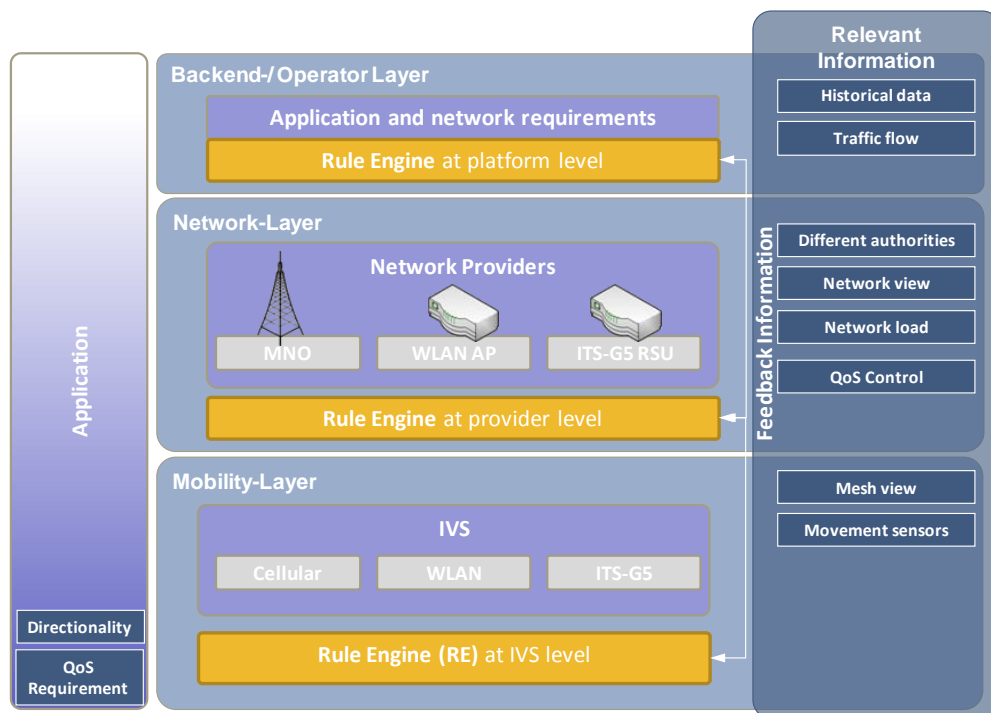 Relevant
Information
Backend-/ Operator Layer
Application and network requirements
Rule Engine at platform level
Historical data
Traffic flow
Network-Layer
Network Providers
MNO
WLAN AP
ITS-G5 RSU
Rule Engine at provider level
Feedback Information
Different authorities
Network view
Network load
QoS Control
Mobility-Layer
IVS
Cellular
WLAN
ITS-G5
Rule Engine (RE) at IVS level
Mesh view
Movement sensors
Application
Directionality
QoS
Requirement